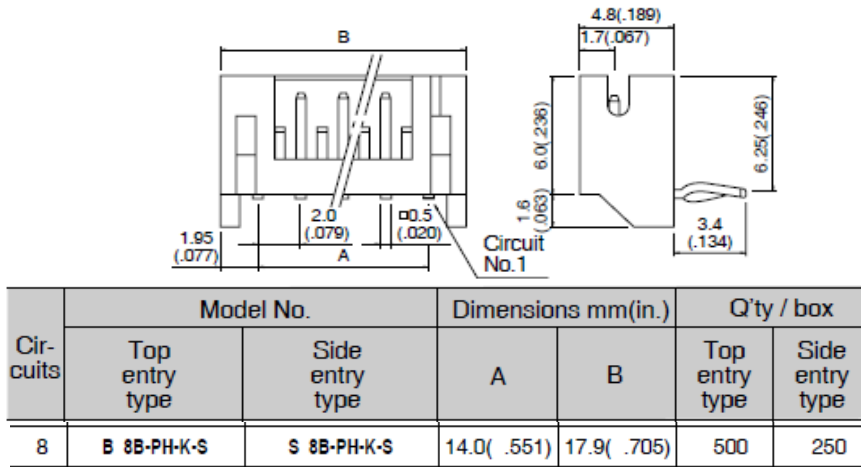 4.8(.189)
1.7(.067)
B
6.0(.236)
6.25(.246)
1.6
(.063)
2.0
(.079)
□0.5
(.020)
3.4
(.134)
1.95
(.077)
A
Circuit
No.1
Cir-
cuits
Model No.
Dimensions mm(in.)
Q'ty / box
Top
entry
type
Side
entry
type
A
B
Top
entry
type
Side
entry
type
8 B 8B-PH-K-S S 8B-PH-K-S 14.0( .551) 17.9( .705) 500 250